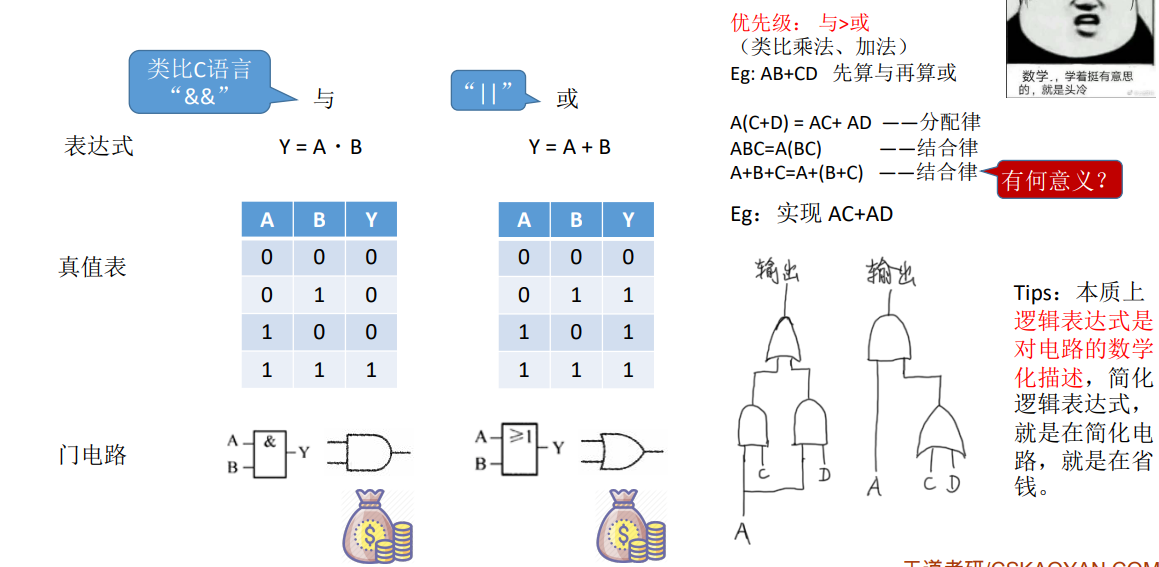 类比C语言
“&&”
与
“||”
或
表达式
Y = A · B
Y = A + B
真值表
A B Y
0 0 0
0 1 0
1 0 0
1 1 1
A B Y
0 0 0
0 1 1
1 0 1
1 1 1
门电路
A
B
&
Y
A
B
≥1
Y
$
$
优先级： 与>或
（类比乘法、加法）
Eg: AB+CD 先算与再算或
A(C+D) = AC+ AD ——分配律
ABC=A(BC) ——结合律
A+B+C=A+(B+C) ——结合律
有何意义？
Eg：实现 AC+AD
输出
C
D
A
输出
A
C D
数学.，学着挺有意思
的，就是头冷
Tips：本质上
逻辑表达式是
对电路的数学
化描述，简化
逻辑表达式，
就是在简化电
路，就是在省
钱。
王道考研/CSKAOYAN.COM